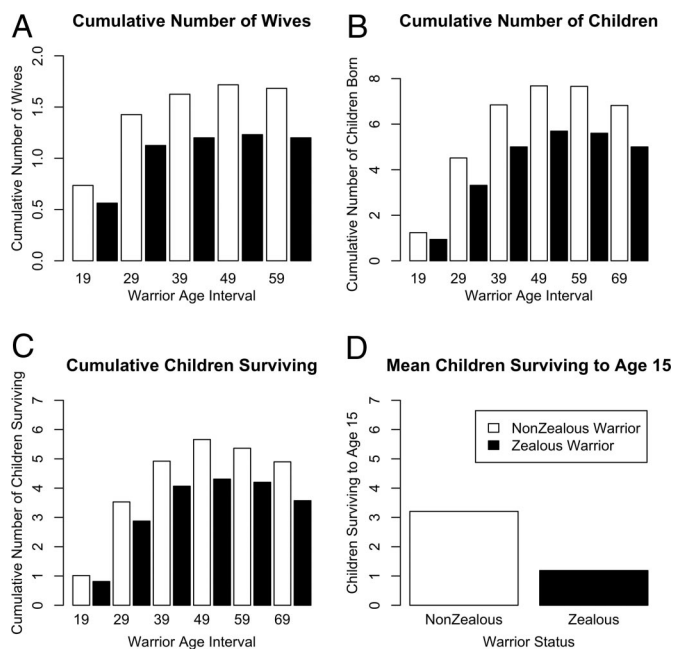 A
Cumulative Number of Wives
Cumulative Number of Wives
2.0
1.5
1.0
0.5
0.0
19 29 39 49 59
Warrior Age Interval
B
Cumulative Number of Children
Cumulative Number of Children Born
8
6
4
2
0
19 29 39 49 59 69
Warrior Age Interval
C
Cumulative Children Surviving
Cumulative Number of Children Surviving
7
6
5
4
3
2
1
0
19 29 39 49 59 69
Warrior Age Interval
D
Mean Children Surviving to Age 15
Children Surviving to Age 15
7
6
5
4
3
2
1
0
NonZealous Warrior
Zealous Warrior
NonZealous Zealous
Warrior Status